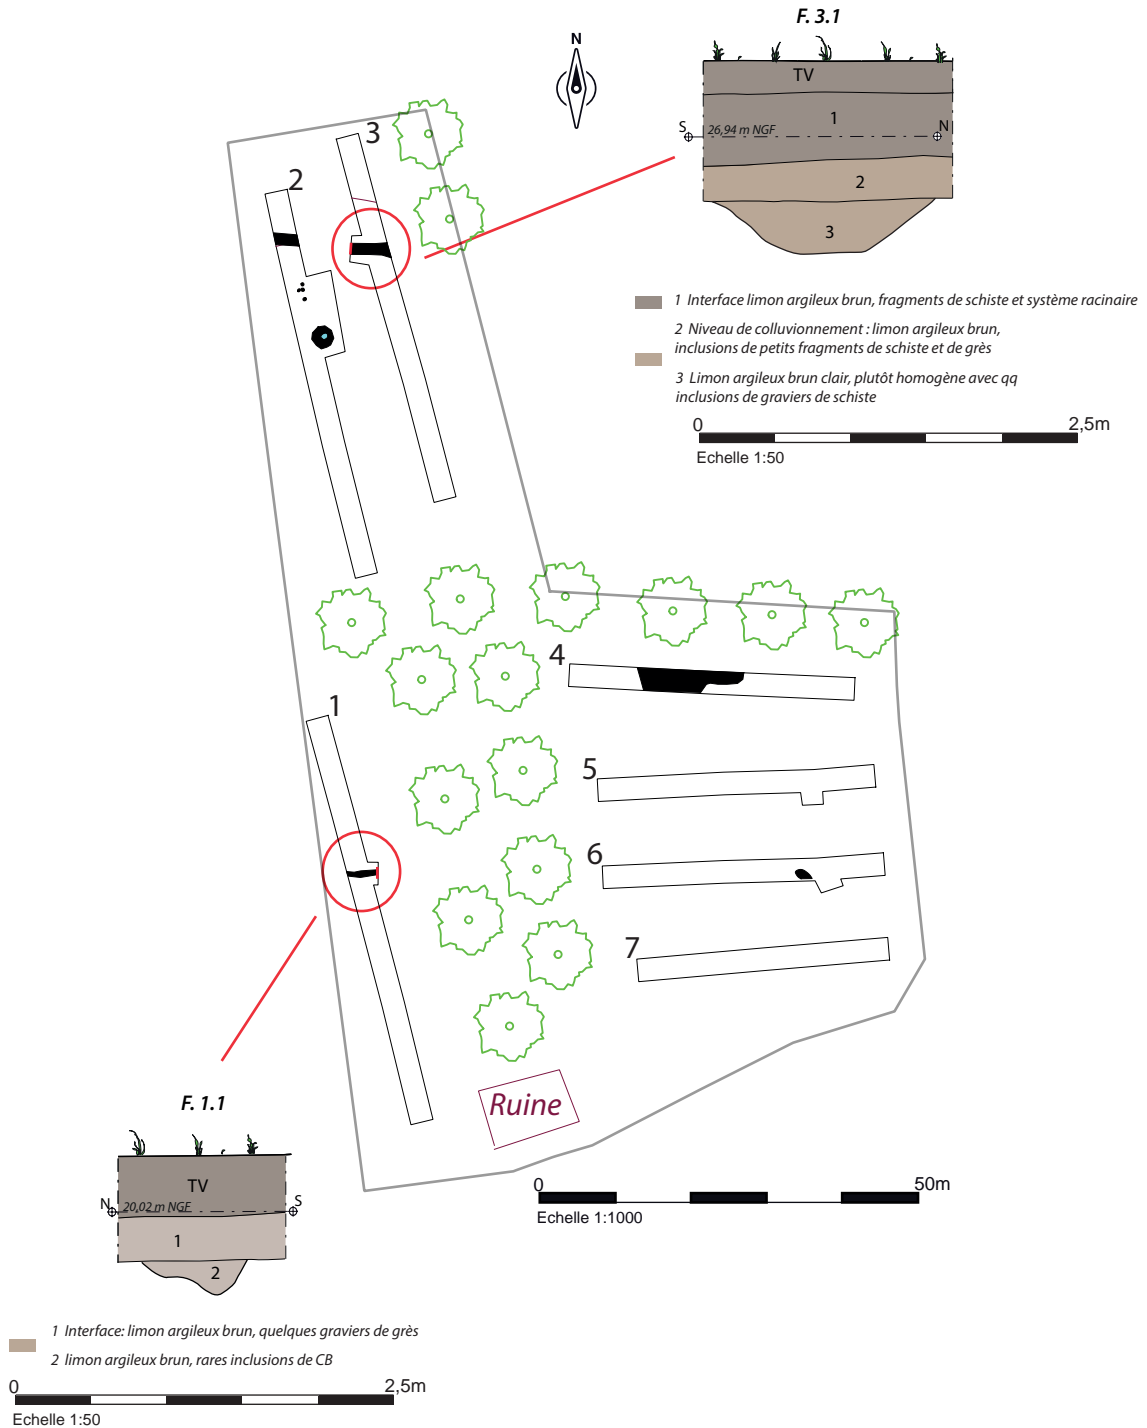 F. 3.1
N
TV
1
S
26,94 m NGF
N
2
3
1 Interface limon argileux brun, fragments de schiste et système racinaire
2 Niveau de colluvionnement : limon argileux brun,
inclusions de petits fragments de schiste et de grès
3 Limon argileux brun clair, plutôt homogène avec qq
inclusions de graviers de schiste
0
2,5m
Echelle 1:50
3
2
4
1
5
6
7
Ruine
0
50m
Echelle 1:1000
F. 1.1
TV
N
20,02 m NGF
S
1
2
1 Interface: limon argileux brun, quelques graviers de grès
2 limon argileux brun, rares inclusions de CB
0
2,5m
Echelle 1:50